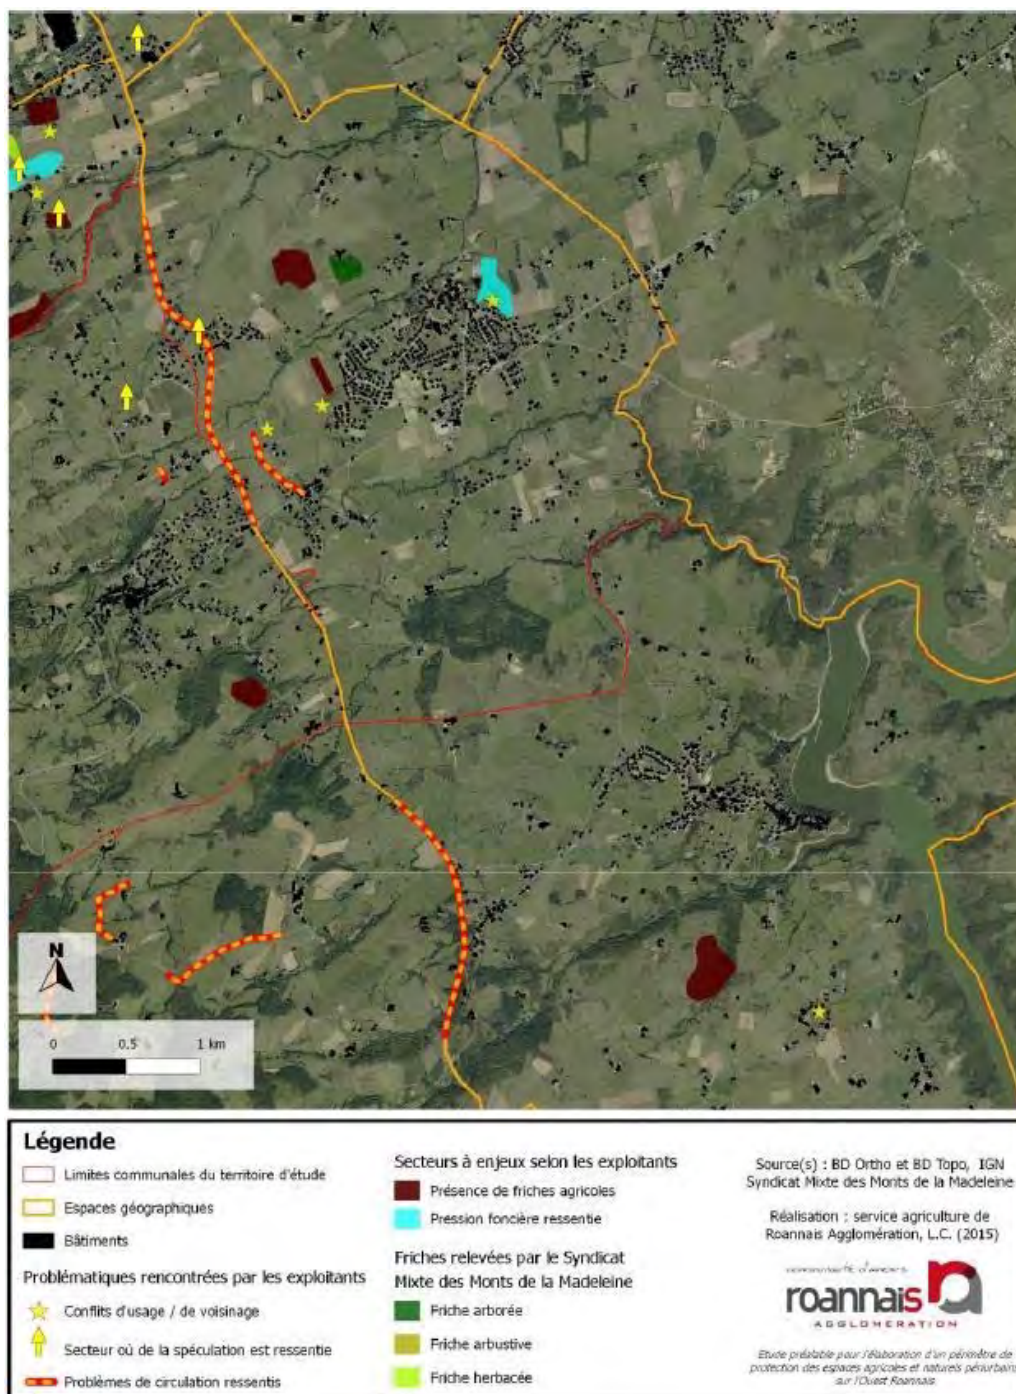 N
0 0.5 1 km
Légende
Limites communales du territoire d'étude
Espaces géographiques
Bâtiments
Problématiques rencontrées par les exploitants
Conflits d'usage / de voisinage
Secteur où de la spéculation est ressentie
Problèmes de circulation ressentis
Secteurs à enjeux selon les exploitants
Présence de friches agricoles
Pression foncière ressentie
Friches relevées par le Syndicat
Mixte des Monts de la Madeleine
Friche arborée
Friche arbustive
Friche herbacée
Source(s) : BD Ortho et BD Topo, IGN
Syndicat Mixte des Monts de la Madeleine
Réalisation : service agriculture de
Roannais Agglomération, L.C. (2015)
roannais
AGGLOMERATION
Etude préalable pour l'élaboration d'un périmètre de
protection des espaces agricoles et naturels périurbains
sur l'Ouest Roannais